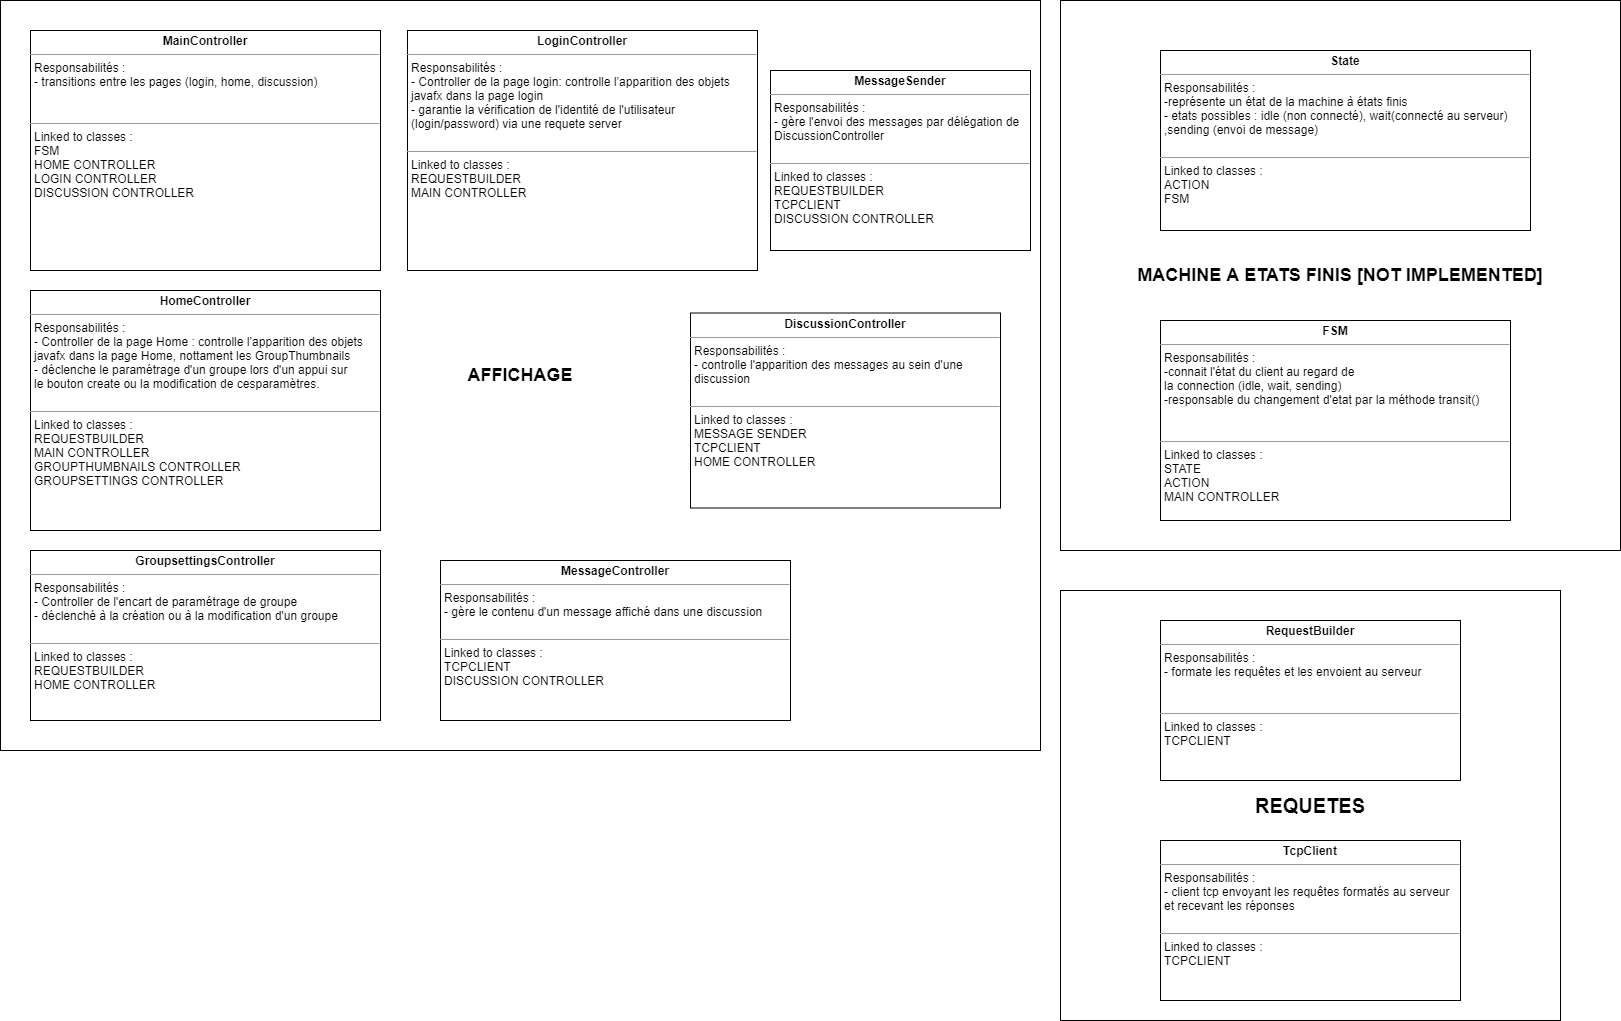 MainController
Responsabilités :
- transitions entre les pages (login, home, discussion)
Linked to classes :
FSM
HOME CONTROLLER
LOGIN CONTROLLER
DISCUSSION CONTROLLER
LoginController
Responsabilités :
- Controller de la page login: controlle l'apparition des objets
javafx dans la page login
- garantie la vérification de l'identité de l'utilisateur
(login/password) via une requete server
Linked to classes :
REQUESTBUILDER
MAIN CONTROLLER
MessageSender
Responsabilités :
- gère l'envoi des messages par délégation de
DiscussionController
Linked to classes :
REQUESTBUILDER
TCPCLIENT
DISCUSSION CONTROLLER
HomeController
Responsabilités :
- Controller de la page Home : controlle l'apparition des objets
javafx dans la page Home, nottament les GroupThumbnails
- déclenche le paramétrage d'un groupe lors d'un appui sur
le bouton create ou la modification de cesparamètres.
Linked to classes :
REQUESTBUILDER
MAIN CONTROLLER
GROUPTHUMBNAILS CONTROLLER
GROUPSETTINGS CONTROLLER
AFFICHAGE
DiscussionController
Responsabilités :
- controlle l'apparition des messages au sein d'une
discussion
Linked to classes :
MESSAGE SENDER
TCPCLIENT
HOME CONTROLLER
GroupsettingsController
Responsabilités :
- Controller de l'encart de paramétrage de groupe
- déclenché à la création ou à la modification d'un groupe
Linked to classes :
REQUESTBUILDER
HOME CONTROLLER
MessageController
Responsabilités :
- gère le contenu d'un message affiché dans une discussion
Linked to classes :
TCPCLIENT
DISCUSSION CONTROLLER
State
Responsabilités :
-représente un état de la machine à états finis
- etats possibles : idle (non connecté), wait(connecté au serveur)
,sending (envoi de message)
Linked to classes :
ACTION
FSM
MACHINE A ETATS FINIS [NOT IMPLEMENTED]
FSM
Responsabilités :
-connait l'état du client au regard de
la connection (idle, wait, sending)
-responsable du changement d'etat par la méthode transit()
Linked to classes :
STATE
ACTION
MAIN CONTROLLER
RequestBuilder
Responsabilités :
- formate les requêtes et les envoient au serveur
Linked to classes :
TCPCLIENT
REQUETES
TcpClient
Responsabilités :
- client tcp envoyant les requêtes formatés au serveur
et recevant les réponses
Linked to classes :
TCPCLIENT